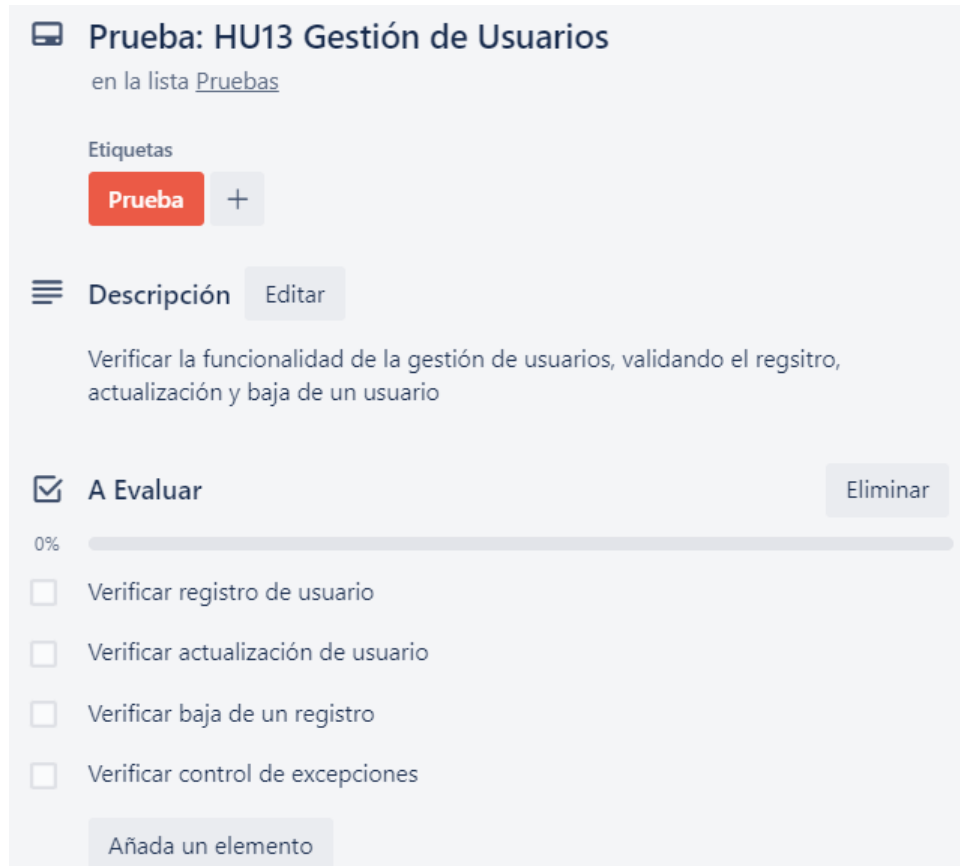 Prueba: HU13 Gestión de Usuarios
en la lista Pruebas
Etiquetas
Prueba +
Descripción Editar
Verificar la funcionalidad de la gestión de usuarios, validando el regsitro,
actualización y baja de un usuario
A Evaluar Eliminar
0%
Verificar registro de usuario
Verificar actualización de usuario
Verificar baja de un registro
Verificar control de excepciones
Añada un elemento